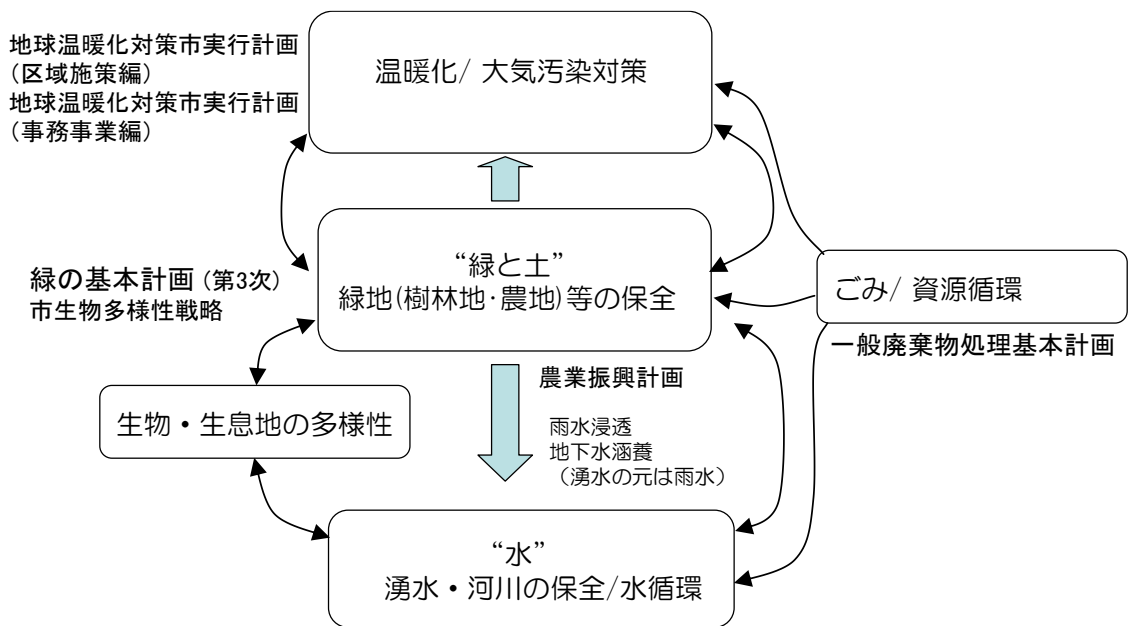 地球温暖化対策市実行計画
（区域施策編）
地球温暖化対策市実行計画
（事務事業編）
温暖化/ 大気汚染対策
“緑と土”
緑地(樹林地・農地)等の保全
緑の基本計画 (第3次)
市生物多様性戦略
ごみ/ 資源循環
一般廃棄物処理基本計画
農業振興計画
生物・生息地の多様性
雨水浸透
地下水涵養
（湧水の元は雨水）
“水”
湧水・河川の保全/水循環